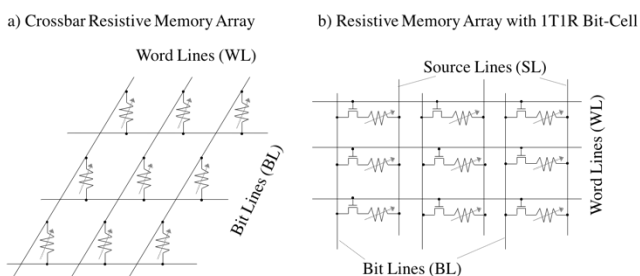 a) Crossbar Resistive Memory Array
Word Lines (WL)
Bit Lines (BL)
b) Resistive Memory Array with 1T1R Bit-Cell
Source Lines (SL)
Word Lines (WL)
Bit Lines (BL)